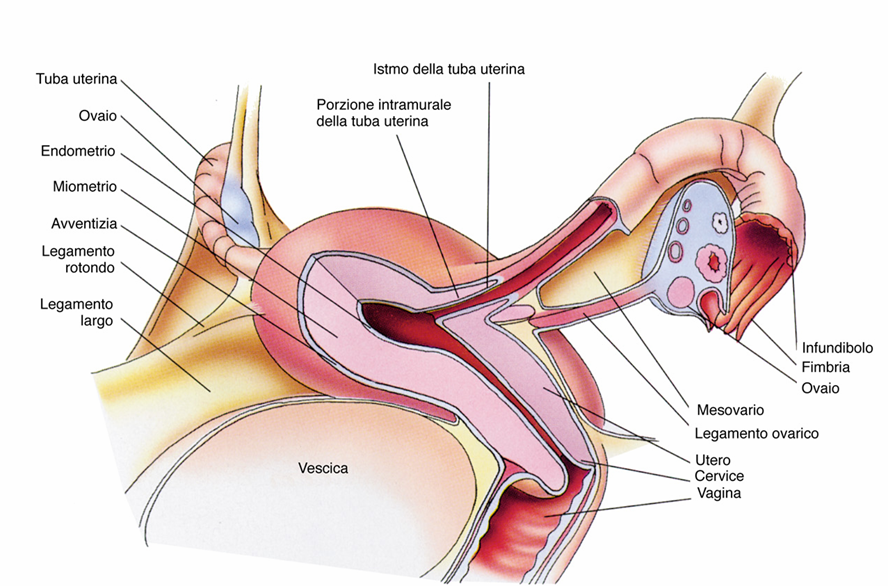 Istmo della tuba uterina
Tuba uterina
Porzione intramurale
della tuba uterina
Ovaio
Endometrio
Miometrio
Avventizia
Legamento
rotondo
Legamento
largo
Infundibolo
Fimbria
Ovaio
Mesovario
Legamento ovarico
Utero
Cervice
Vagina
Vescica